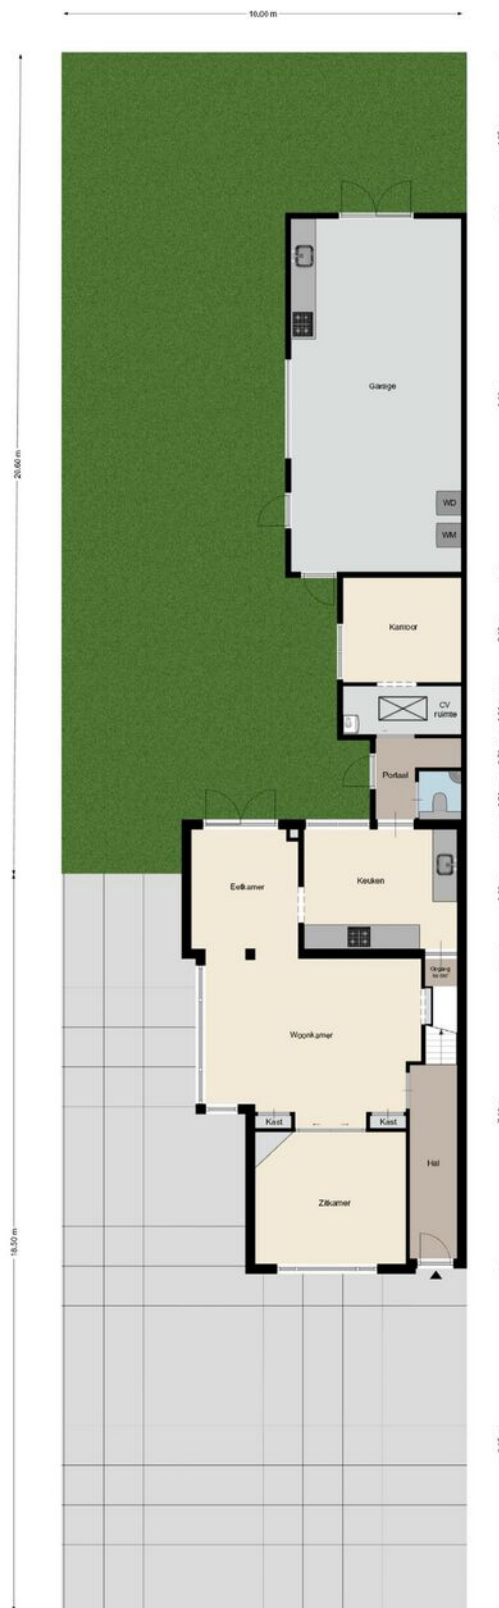 10.00 m
20.60 m
Garage
WD
WM
Kantoor
CV
ruimte
Portaal
Keuken
Eetkamer
Woonkamer
Kast
Kast
Hal
Zitkamer
18.50 m